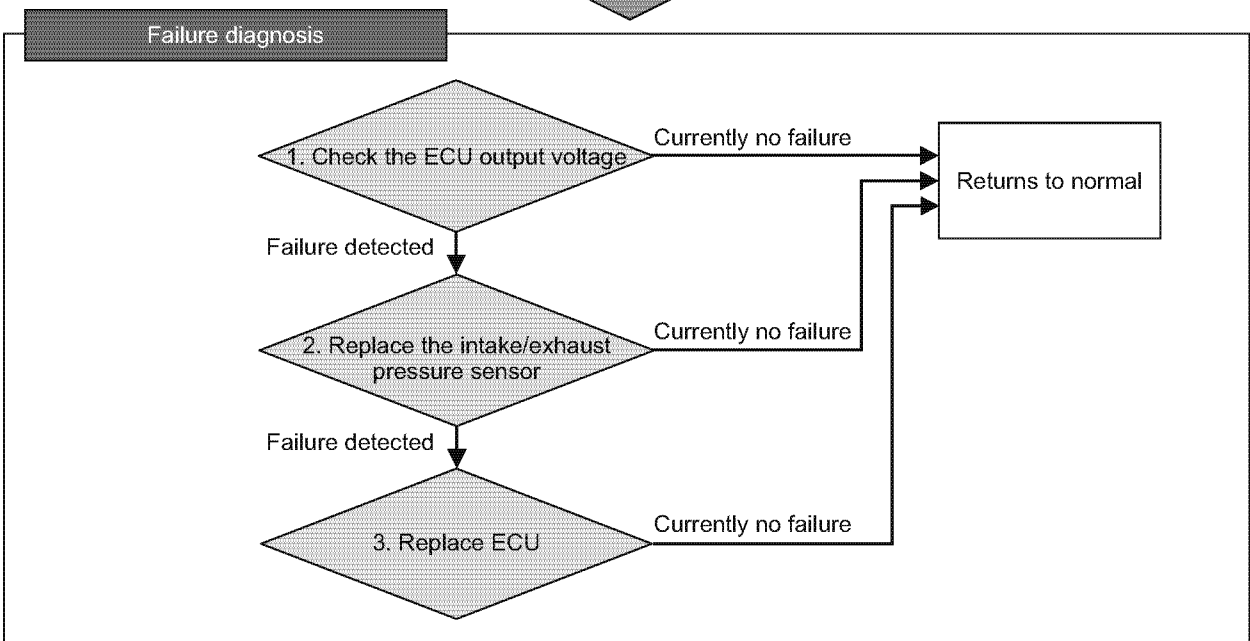 Failure diagnosis
1. Check the ECU output voltage
Currently no failure
Returns to normal
Failure detected
2. Replace the intake/exhaust
pressure sensor
Currently no failure
Failure detected
3. Replace ECU
Currently no failure